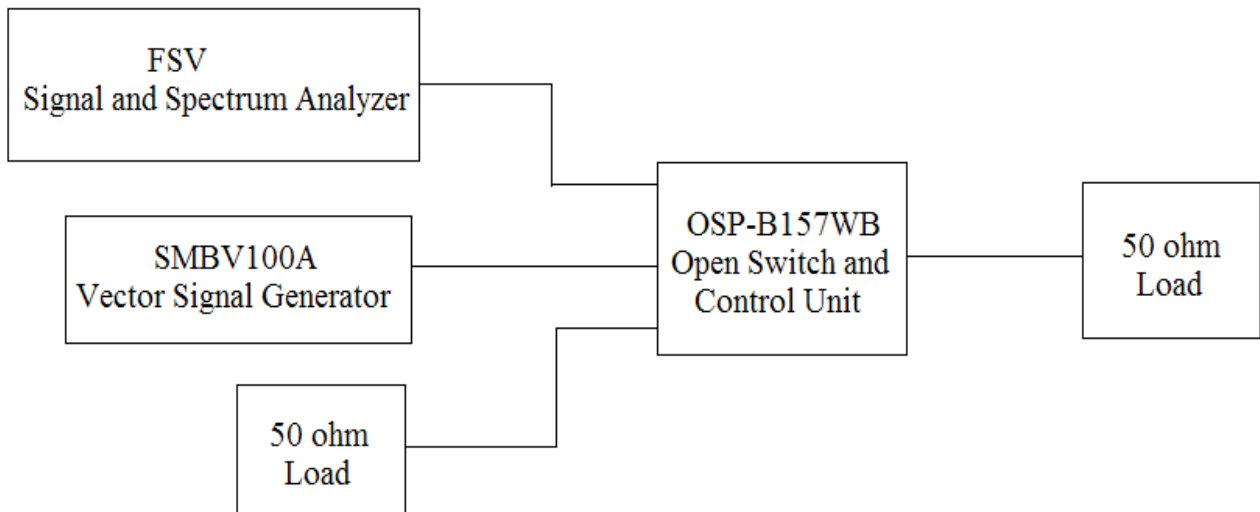 FSV
Signal and Spectrum Analyzer
SMBV100A
Vector Signal Generator
50 ohm
Load
OSP-B157WB
Open Switch and
Control Unit
50 ohm
Load